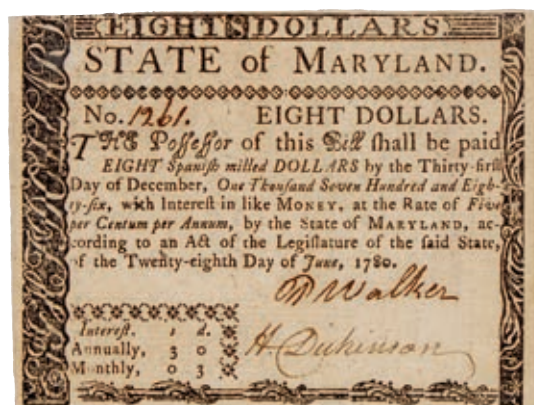 EIGHT DOLLARS.
STATE of MARYLAND.
No. 1261. EIGHT DOLLARS.
THE Poſſeſſor of this Bill ſhall be paid
EIGHT Spaniſh milled DOLLARS by the Thirty-firſt
Day of December, One Thouſand Seven Hundred and Eigh-
ty-ſix, with Intereſt in like MONEY, at the Rate of Five
per Centum per Annum, by the State of MARYLAND, ac-
cording to an Act of the Legiſlature of the ſaid State,
of the Twenty-eighth Day of June, 1780.
Walker
H Dickinson
Intereſt. s d.
Annually, 3 0
Monthly, 0 3